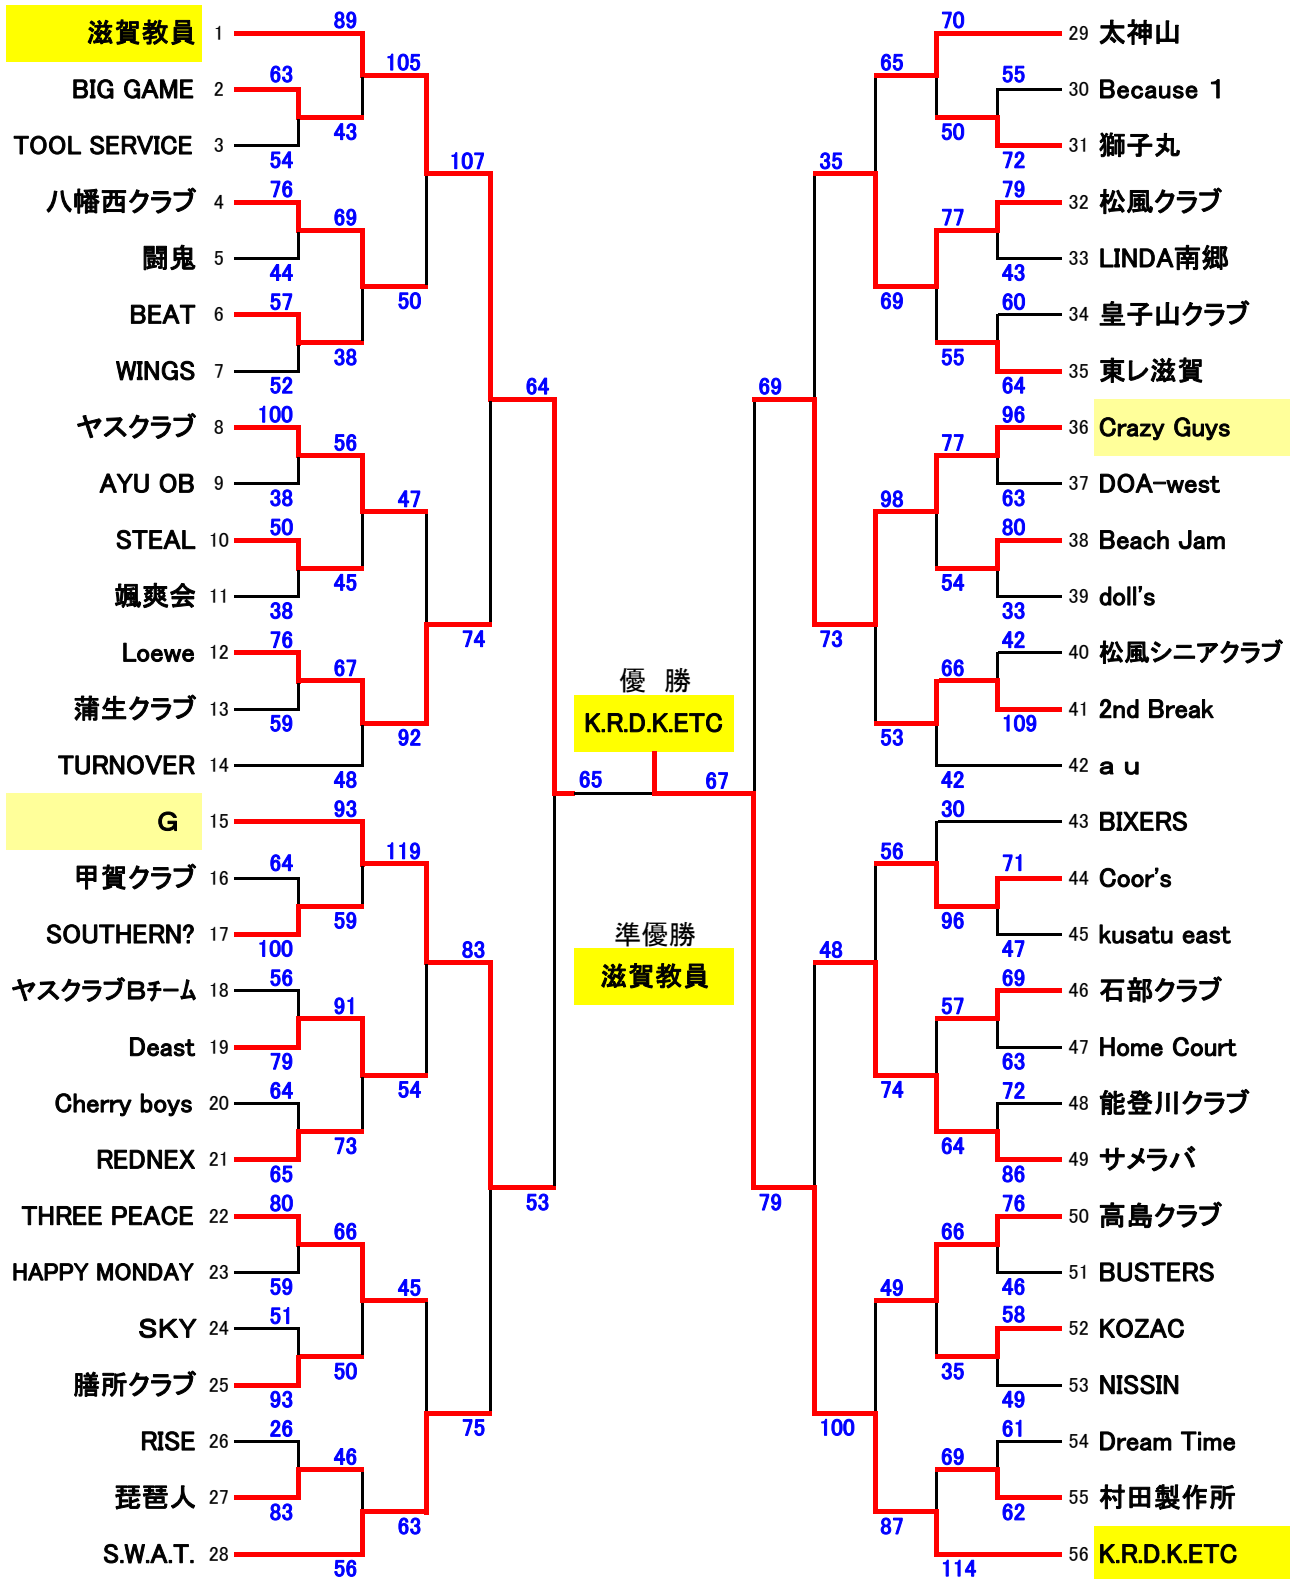 滋賀教員 1 89
105
BIG GAME 2 63
43
TOOL SERVICE 3 54
107
八幡西クラブ 4 76
69
闘鬼 5 44
50
BEAT 6 57
38
WINGS 7 52
64
ヤスクラブ 8 100
56
AYU OB 9 38
47
STEAL 10 50
45
颯爽会 11 38
74
Loewe 12 76
67
蒲生クラブ 13 59
92
TURNOVER 14 48
G 15 93
119
甲賀クラブ 16 64
59
SOUTHERN? 17 100
83
ヤスクラブBチーム 18 56
91
Deast 19 79
54
Cherry boys 20 64
73
REDNEX 21 65
53
THREE PEACE 22 80
66
HAPPY MONDAY 23 59
45
SKY 24 51
50
膳所クラブ 25 93
75
RISE 26 26
46
琵琶人 27 83
63
S.W.A.T. 28 56
優 勝
K.R.D.K.ETC
65 67
準優勝
滋賀教員
70 29 太神山
65
55 30 Because 1
50
72 31 獅子丸
35
79 32 松風クラブ
77
43 33 LINDA南郷
69
60 34 皇子山クラブ
55
64 35 東レ滋賀
69
96 36 Crazy Guys
77
63 37 DOA-west
98
80 38 Beach Jam
54
33 39 doll's
73
42 40 松風シニアクラブ
66
109 41 2nd Break
53
42 42 a u
30 43 BIXERS
56
71 44 Coor's
96
47 45 kusatu east
48
69 46 石部クラブ
57
63 47 Home Court
74
72 48 能登川クラブ
64
86 49 サメラバ
79
76 50 高島クラブ
66
46 51 BUSTERS
49
58 52 KOZAC
35
49 53 NISSIN
100
61 54 Dream Time
69
62 55 村田製作所
87
114 56 K.R.D.K.ETC